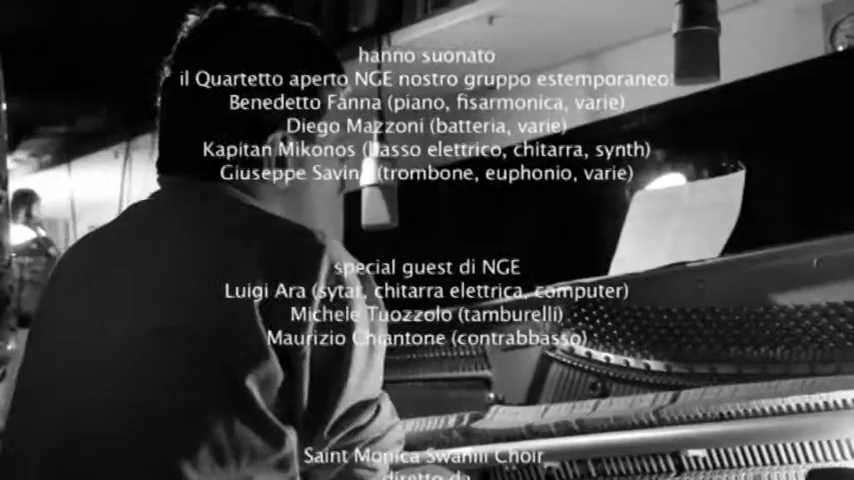 hanno suonato
il Quartetto aperto NGE nostro gruppo estemporaneo:
Benedetto Fanna (piano, fisarmonica, varie)
Diego Mazzoni (batteria, varie)
Kapitan Mikonos (basso elettrico, chitarra, synth)
Giuseppe (trombone, euphonio, varie)
special guest di NGE
Luigi Ara (sytar, chitarra elettrica, computer)
Michele Tuozzolo (tamburelli)
Maurizio Chiantone (contrabbasso)
Saint Monica Swahili Choir
diretto da